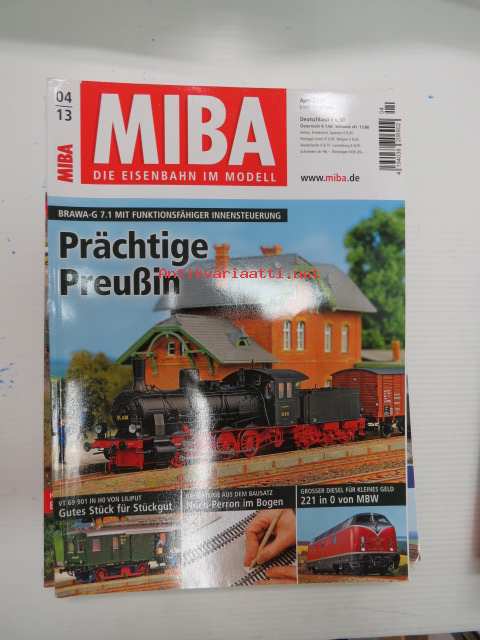 04
13
MIBA
MIBA
DIE EISENBAHN IM MODELL
www.miba.de
BRAWA-G 7.1 MIT FUNKTIONSFÄHIGER INNENSTEUERUNG
Prächtige
Preußin
Antikvariaatti.net
VT 69 901 IN H0 VON LILIPUT
Gutes Stück für Stückgut
AUS DEM BAUSATZ
Noch-Perron im Bogen
GROSSER DIESEL FÜR KLEINES GELD
221 in 0 von MBW